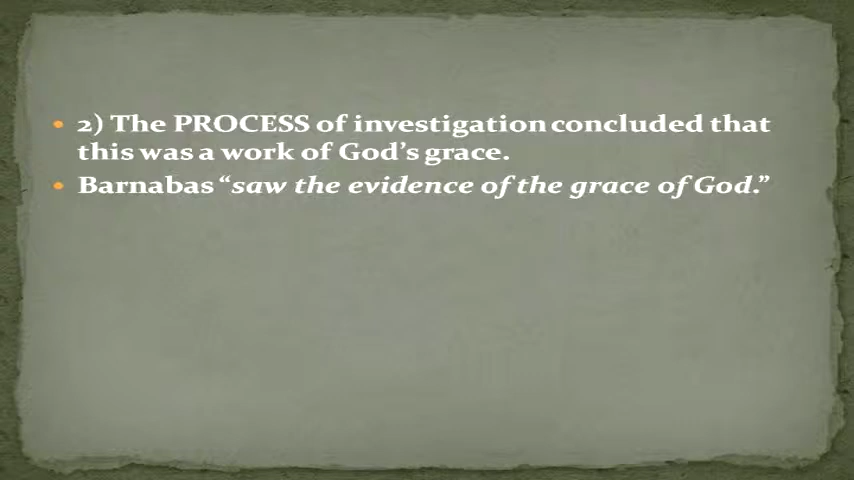 • 2) The PROCESS of investigation concluded that
this was a work of God’s grace.
• Barnabas “saw the evidence of the grace of God.”